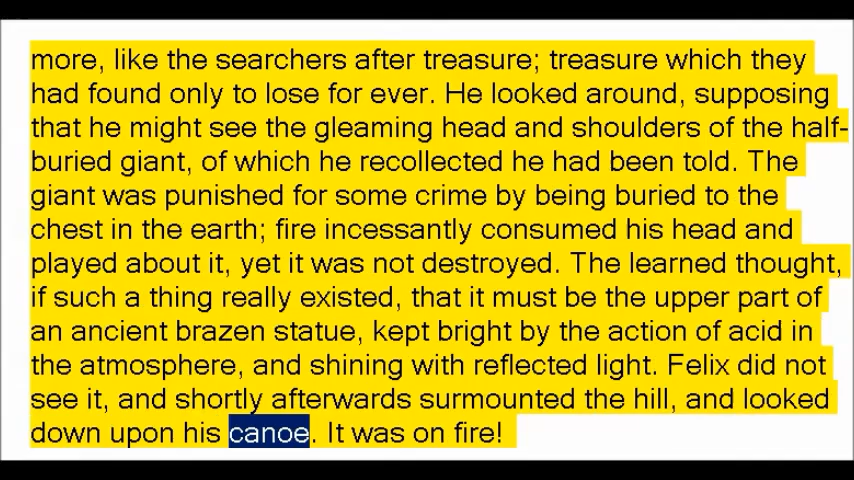 more, like the searchers after treasure; treasure which they
had found only to lose for ever. He looked around, supposing
that he might see the gleaming head and shoulders of the half-
buried giant, of which he recollected he had been told. The
giant was punished for some crime by being buried to the
chest in the earth; fire incessantly consumed his head and
played about it, yet it was not destroyed. The learned thought,
if such a thing really existed, that it must be the upper part of
an ancient brazen statue, kept bright by the action of acid in
the atmosphere, and shining with reflected light. Felix did not
see it, and shortly afterwards surmounted the hill, and looked
down upon his canoe. It was on fire!